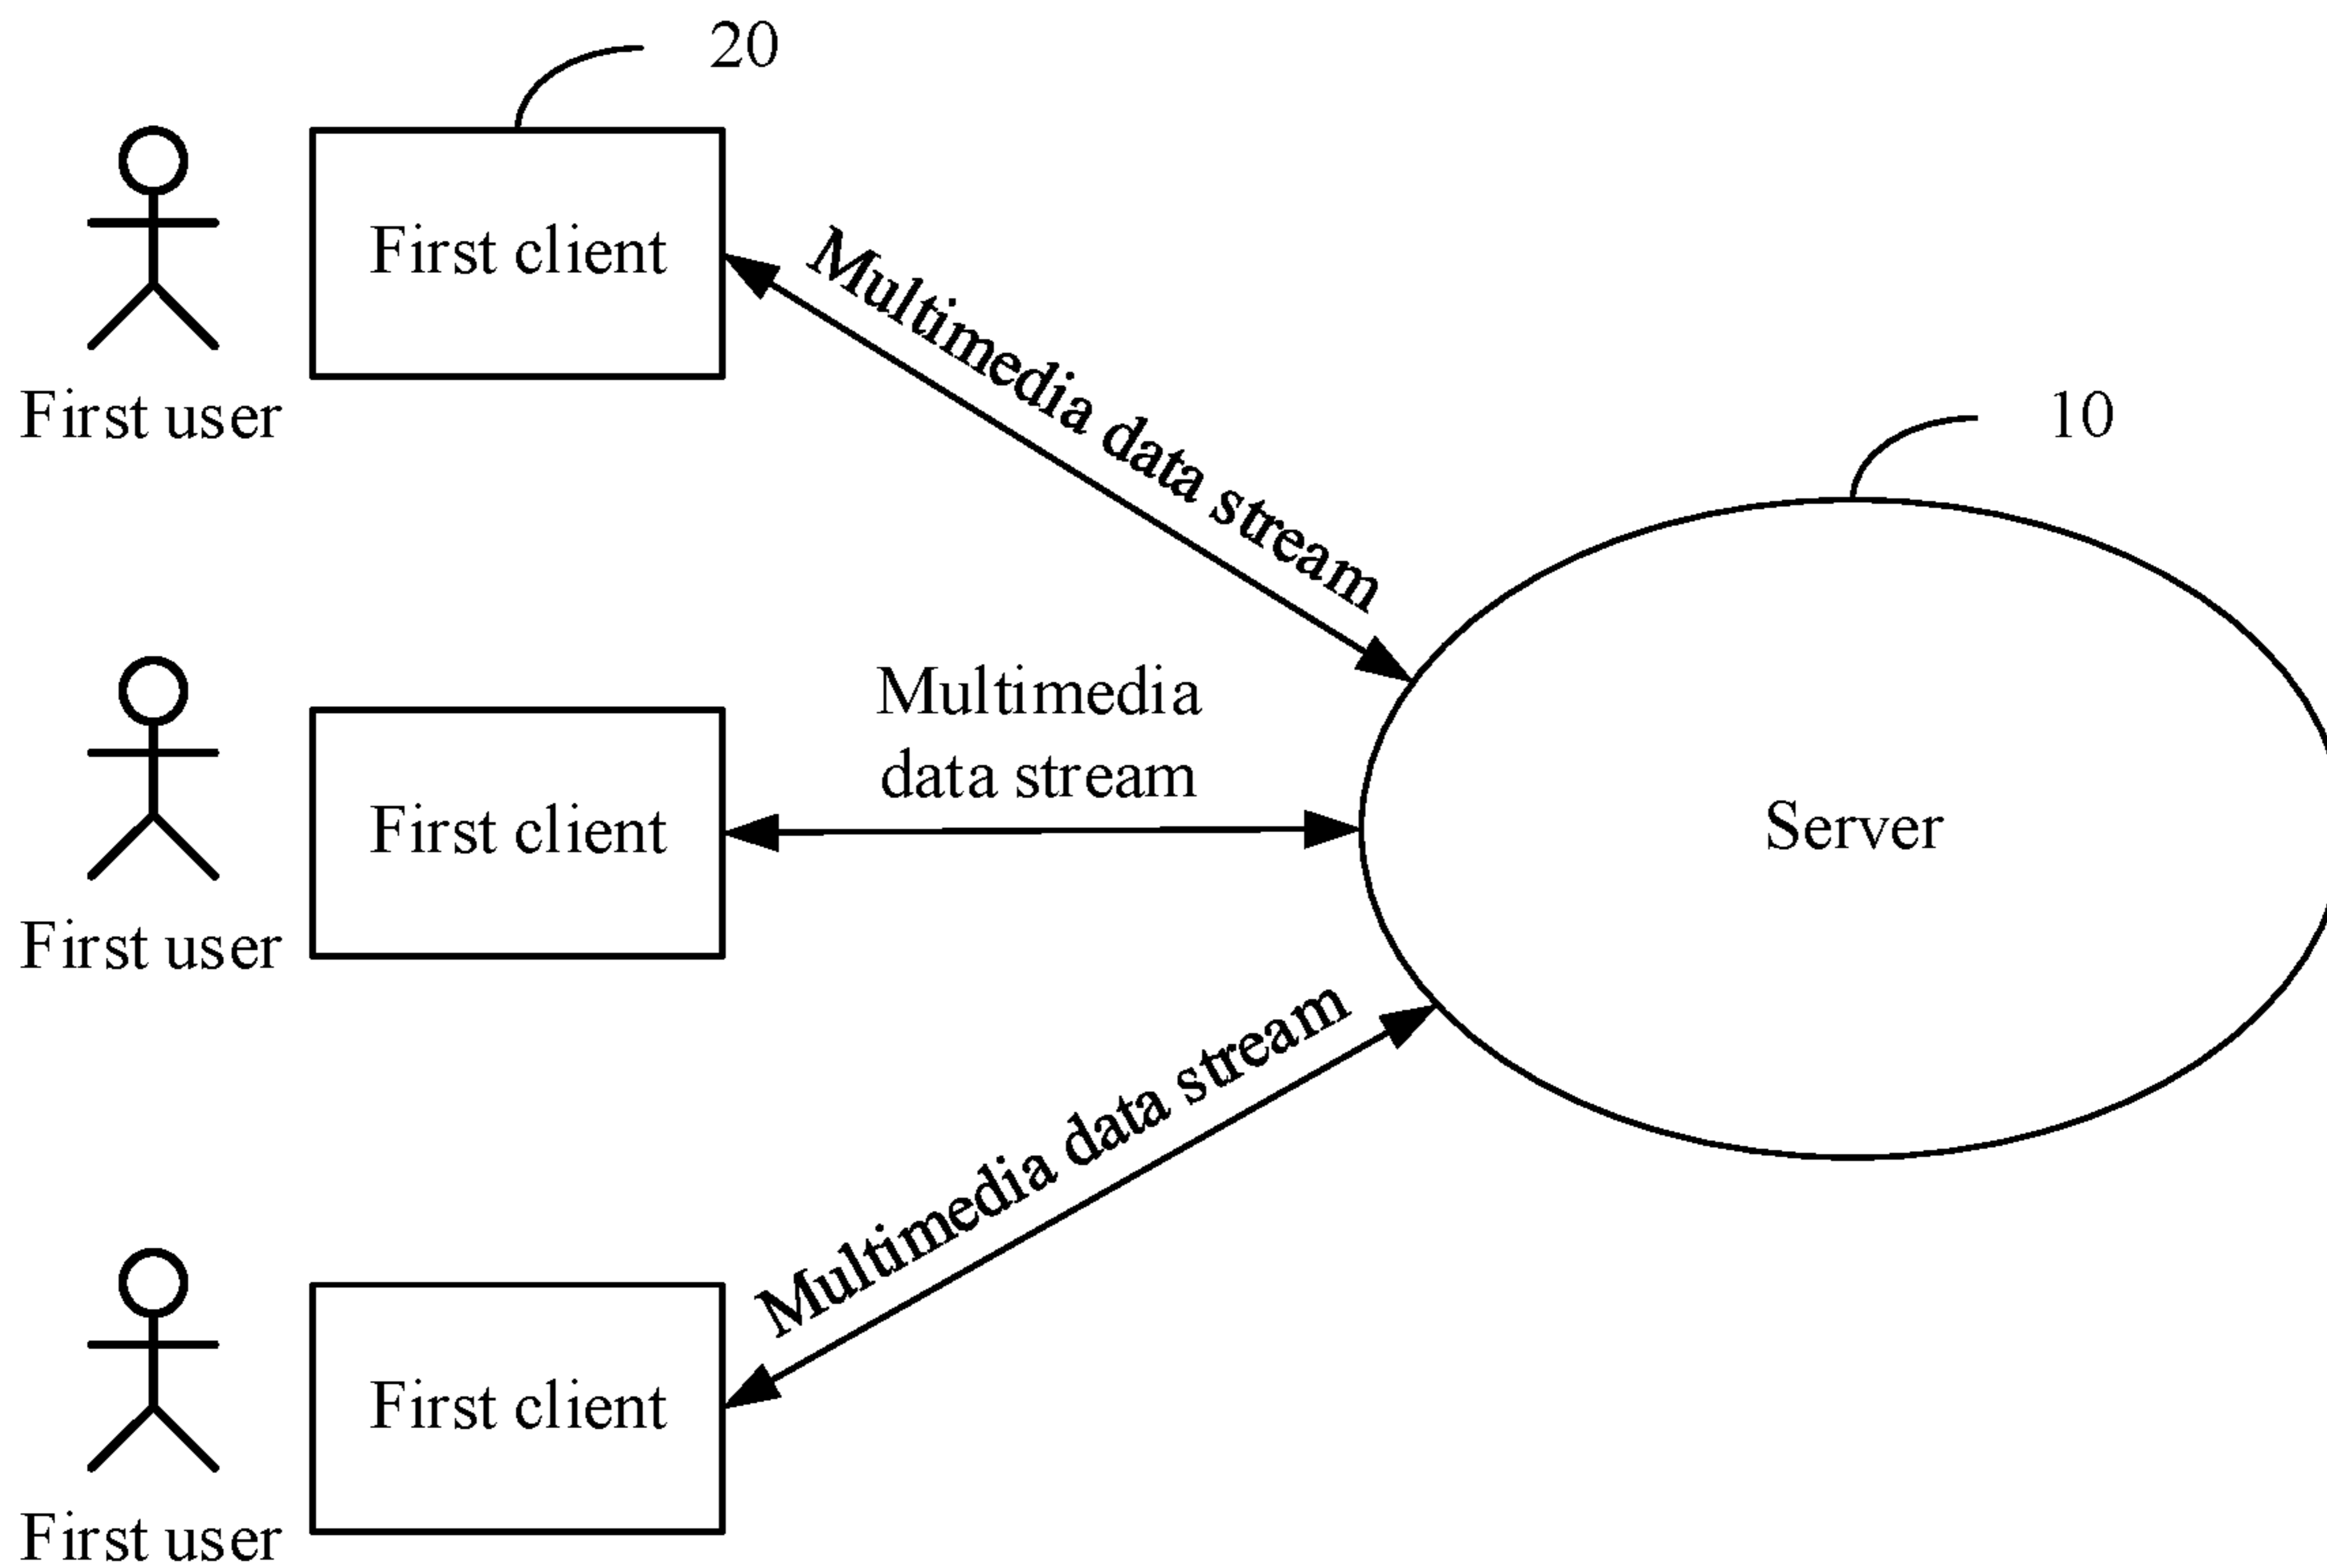 20
First client
First user
Multimedia data stream
10
Multimedia
data stream
First client
First user
Server
Multimedia data stream
First client
First user